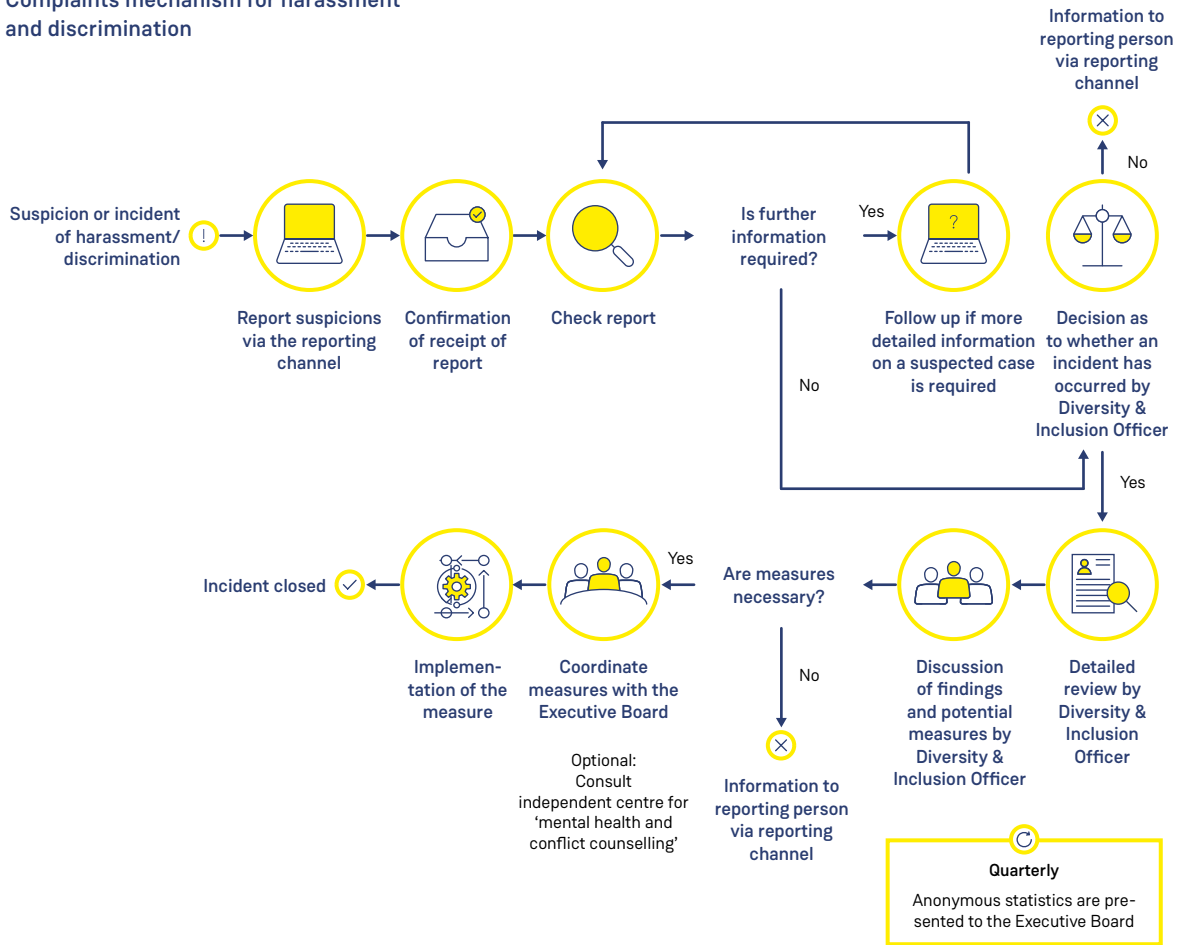 Complaints mechanism for harassment
and discrimination
Information to
reporting person
via reporting
channel
No
Suspicion or incident
of harassment/
discrimination
!
Report suspicions
via the reporting
channel
Confirmation
of receipt of
report
Check report
Is further
information
required?
Yes
No
?
Follow up if more
detailed information
on a suspected case
is required
Decision as
to whether an
incident has
occurred by
Diversity &
Inclusion Officer
Yes
Detailed
review by
Diversity &
Inclusion
Officer
Discussion
of findings
and potential
measures by
Diversity &
Inclusion Officer
Are measures
necessary?
Yes
No
Information to
reporting person
via reporting
channel
Coordinate
measures with the
Executive Board
Optional:
Consult
independent centre for
‘mental health and
conflict counselling’
Implemen-
tation of the
measure
Incident closed
Quarterly
Anonymous statistics are pre-
sented to the Executive Board